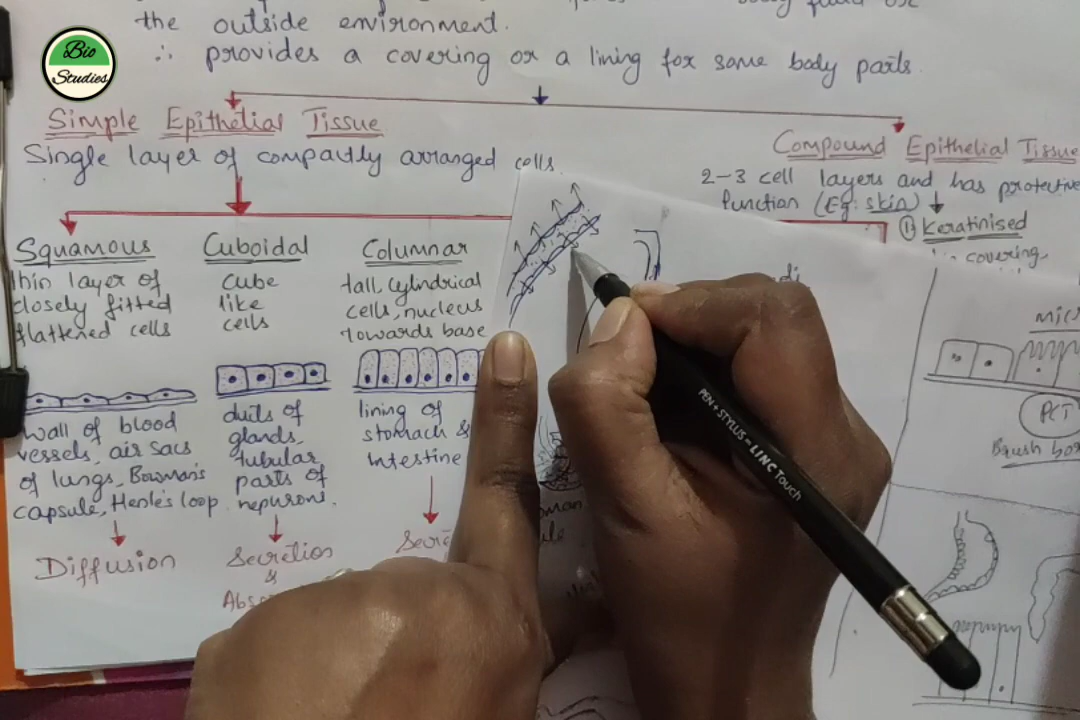 the outside environment.
∴ provides a covering or a lining for some body parts.
Bio
Studies
Simple Epithelial Tissue
Single layer of compactly arranged cells.
Compound Epithelial Tissue
2-3 cell layers and has protective
function (Eg: skin)
① Keratinised
covering,
Squamous
thin layer of
closely fitted
flattened cells
wall of blood
vessels, air sacs
of lungs, Bowman's
capsule, Henle's loop
Diffusion
Cuboidal
cube
like
cells
ducts of
glands,
tubular
parts of
nephrons.
Secretion
&
Abso
Columnar
tall, cylindrical
cells, nucleus
towards base
lining of
stomach &
intestine
Secre
PCT
Brush bo
PEN + STYLUS = LINC Touch